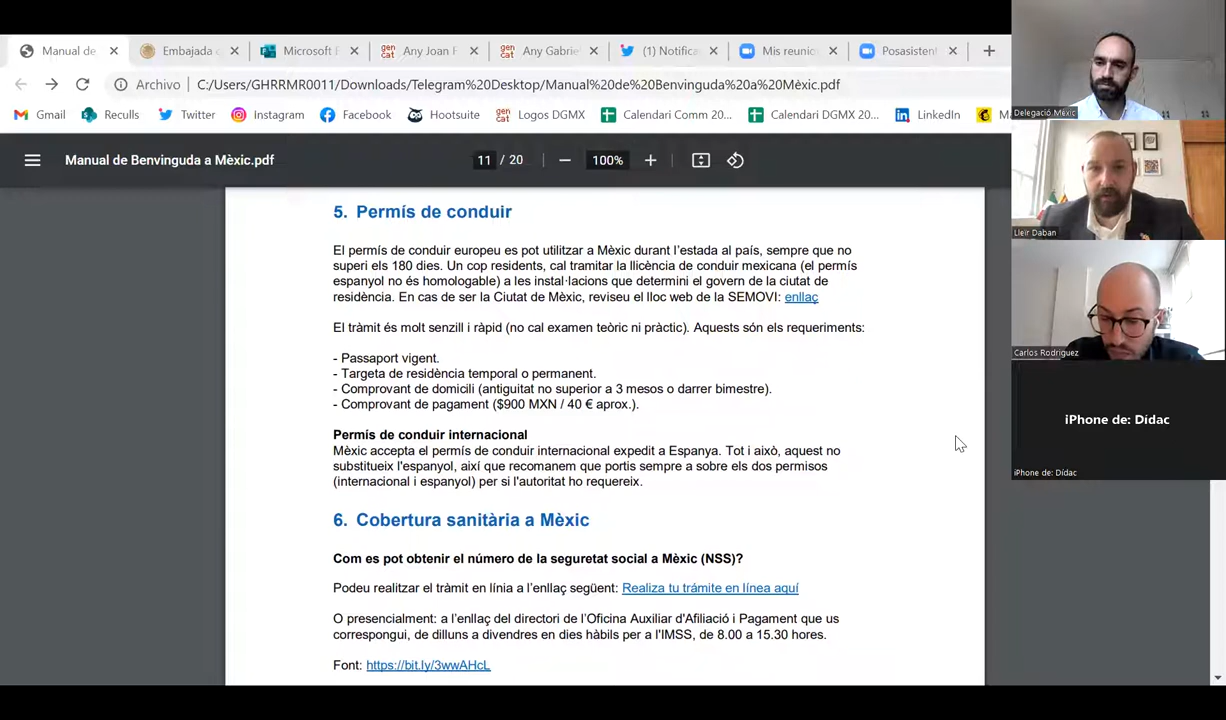 Manual de
Embajada
Microsoft
Any Joan
Any Gabrie
(1) Notifica
Mis reunio
Posasisten
Archivo
C:/Users/GHRRMR0011/Downloads/Telegram%20Desktop/Manual%20de%20Benvinguda%20a%20Mèxic.pdf
Gmail
Reculls
Twitter
Instagram
Facebook
Hootsuite
gencat
Logos DGMX
Calendari Comm 20...
Calendari DGMX 20...
LinkedIn
Manual de Benvinguda a Mèxic.pdf
11 / 20
100%
5. Permís de conduir
El permís de conduir europeu es pot utilitzar a Mèxic durant l'estada al país, sempre que no
superi els 180 dies. Un cop residents, cal tramitar la llicència de conduir mexicana (el permís
espanyol no és homologable) a les instal·lacions que determini el govern de la ciutat de
residència. En cas de ser la Ciutat de Mèxic, reviseu el lloc web de la SEMOVI: enllaç
El tràmit és molt senzill i ràpid (no cal examen teòric ni pràctic). Aquests són els requeriments:
- Passaport vigent.
- Targeta de residència temporal o permanent.
- Comprovant de domicili (antiguitat no superior a 3 mesos o darrer bimestre).
- Comprovant de pagament ($900 MXN / 40 € aprox.).
Permís de conduir internacional
Mèxic accepta el permís de conduir internacional expedit a Espanya. Tot i això, aquest no
substitueix l'espanyol, així que recomanem que portis sempre a sobre els dos permisos
(internacional i espanyol) per si l'autoritat ho requereix.
6. Cobertura sanitària a Mèxic
Com es pot obtenir el número de la seguretat social a Mèxic (NSS)?
Podeu realitzar el tràmit en línia a l'enllaç següent: Realiza tu trámite en línea aquí
O presencialment: a l'enllaç del directori de l'Oficina Auxiliar d'Afiliació i Pagament que us
correspongui, de dilluns a divendres en dies hàbils per a l'IMSS, de 8.00 a 15.30 hores.
Font: https://bit.ly/3wwAHcL
Delegació Mèxic
Lleïr Daban
Carlos Rodriguez
iPhone de: Dídac
iPhone de: Dídac